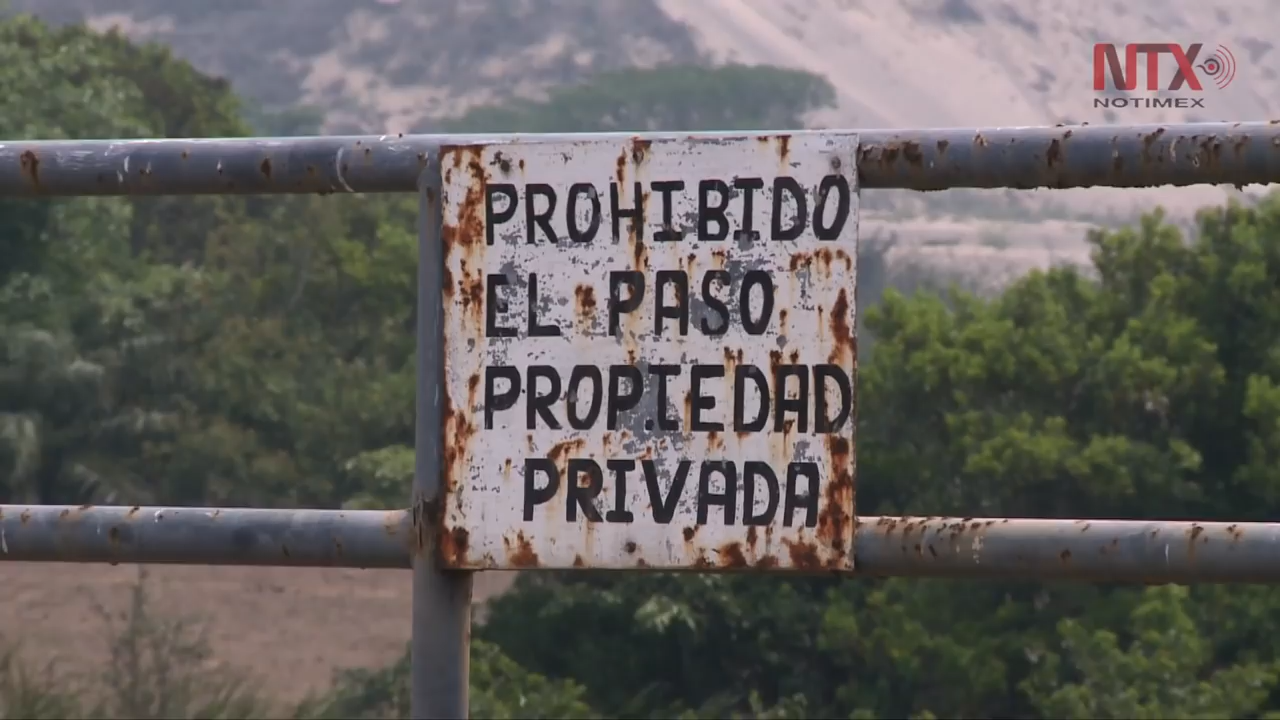 NTX
NOTIMEX
PROHIBIDO
EL PASO
PROPIEDAD
PRIVADA